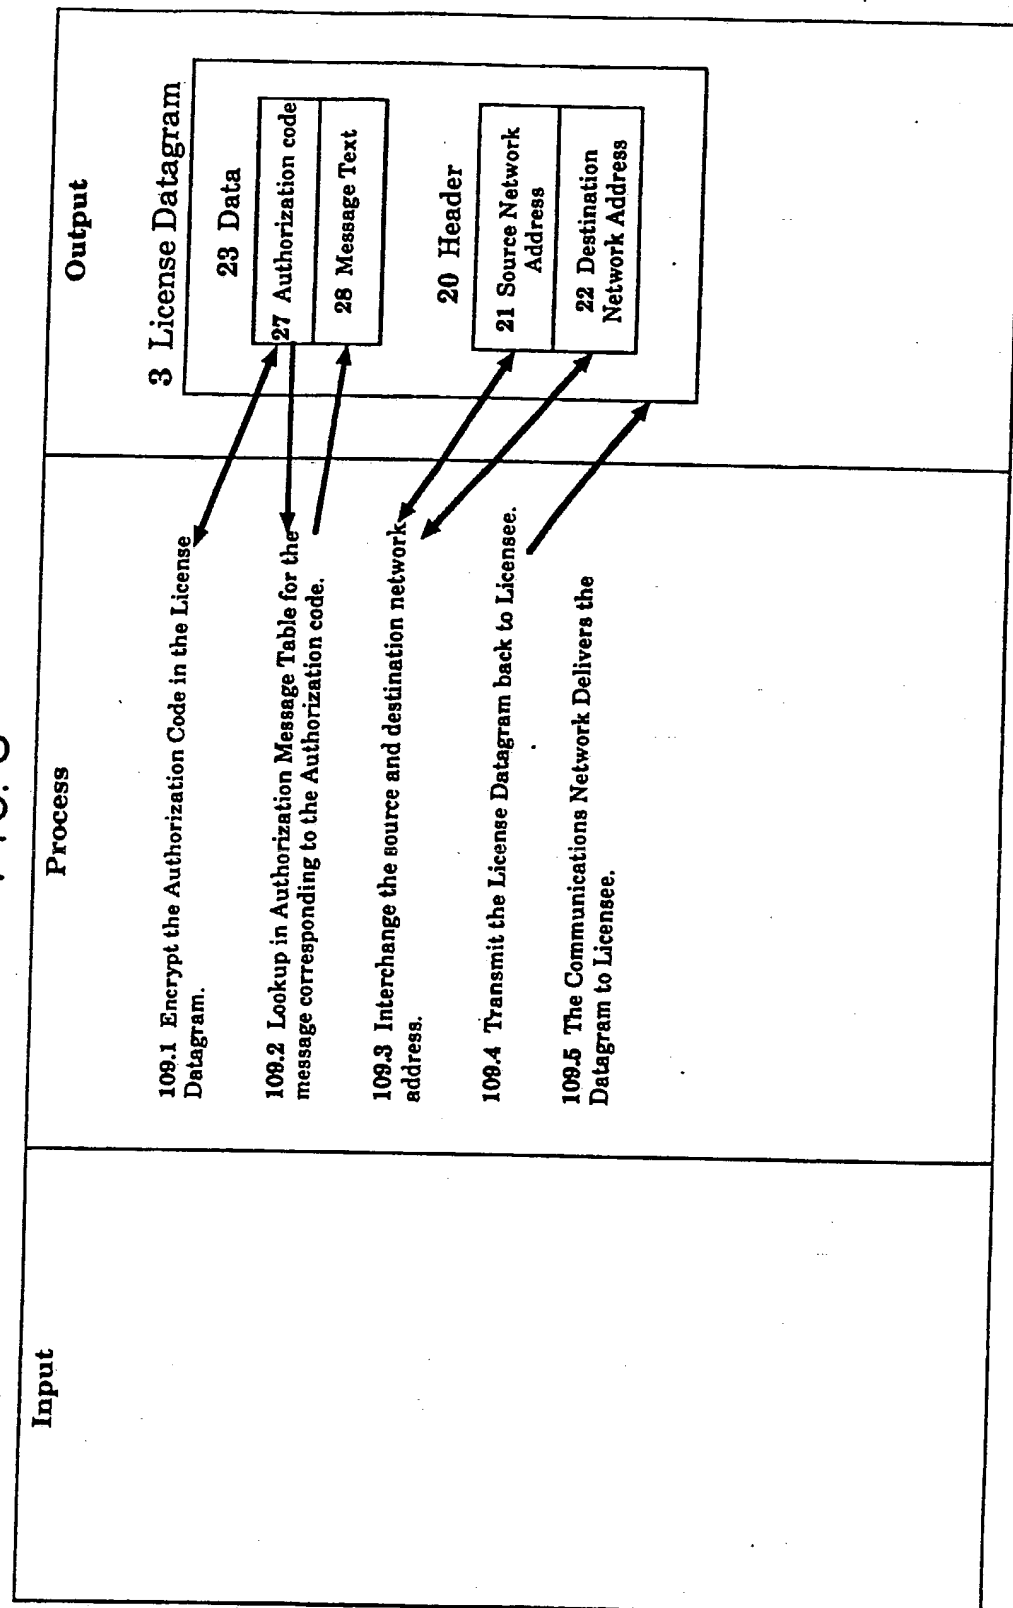 Input
Process
109.1 Encrypt the Authorization Code in the License
Datagram.
109.2 Lookup in Authorization Message Table for the
message corresponding to the Authorization code.
109.3 Interchange the source and destination network
address.
109.4 Transmit the License Datagram back to Licensee.
109.5 The Communications Network Delivers the
Datagram to Licensee.
Output
3 License Datagram
23 Data
27 Authorization code
28 Message Text
20 Header
21 Source Network
Address
22 Destination
Network Address